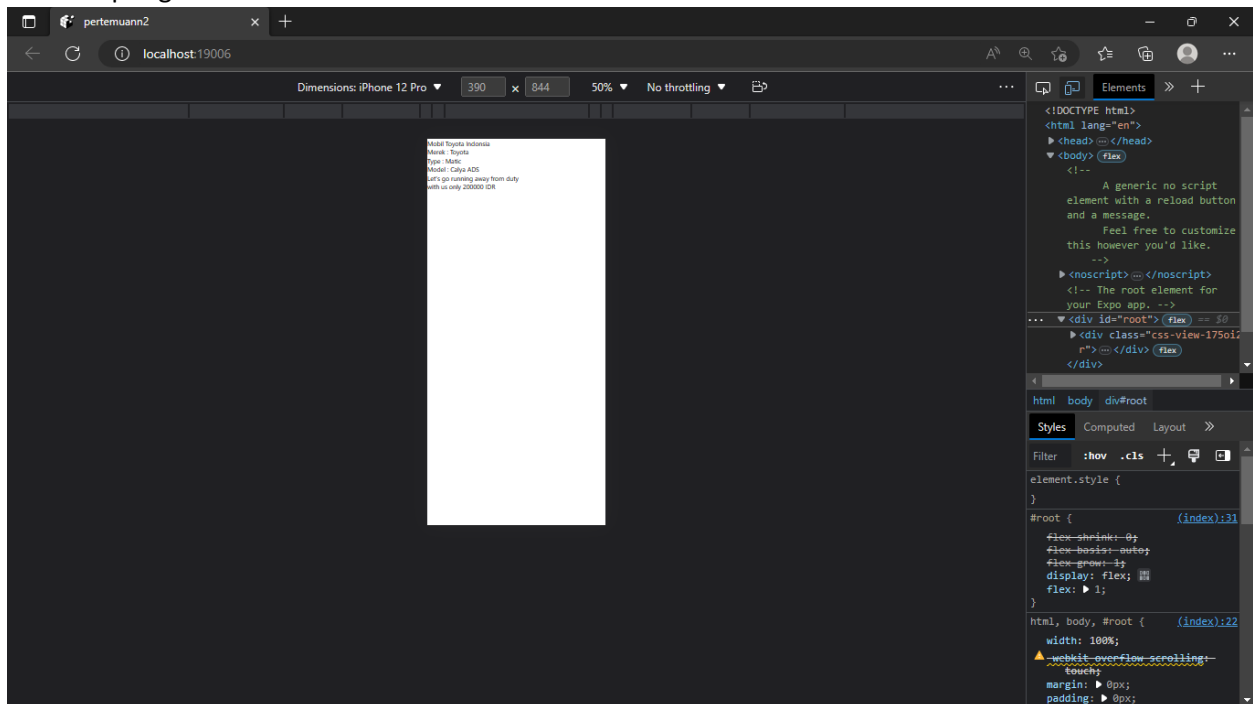 pertemuann2
localhost:19006
Dimensions: iPhone 12 Pro ▼ 390 x 844 50% ▼ No throttling ▼
Elements
Mobil Toyota Indonsia
Merek : Toyota
Type : Matic
Model : Calya ADS
Let's go running away from duty
with us only 200000 IDR
<!DOCTYPE html>
<html lang="en">
<head> ⋯ </head>
<body> flex
<!--
A generic no script
element with a reload button
and a message.
Feel free to customize
this however you'd like.
-->
<noscript> ⋯ </noscript>
<!-- The root element for
your Expo app. -->
⋯ <div id="root"> flex == $0
<div class="css-view-175oi2
r"> ⋯ </div> flex
</div>
html body div#root
Styles Computed Layout
Filter :hov .cls
element.style {
}
#root { (index):31
flex-shrink: 0;
flex-basis: auto;
flex-grow: 1;
display: flex;
flex: 1;
}
html, body, #root { (index):22
width: 100%;
-webkit-overflow-scrolling:
touch;
margin: 0px;
padding: 0px;